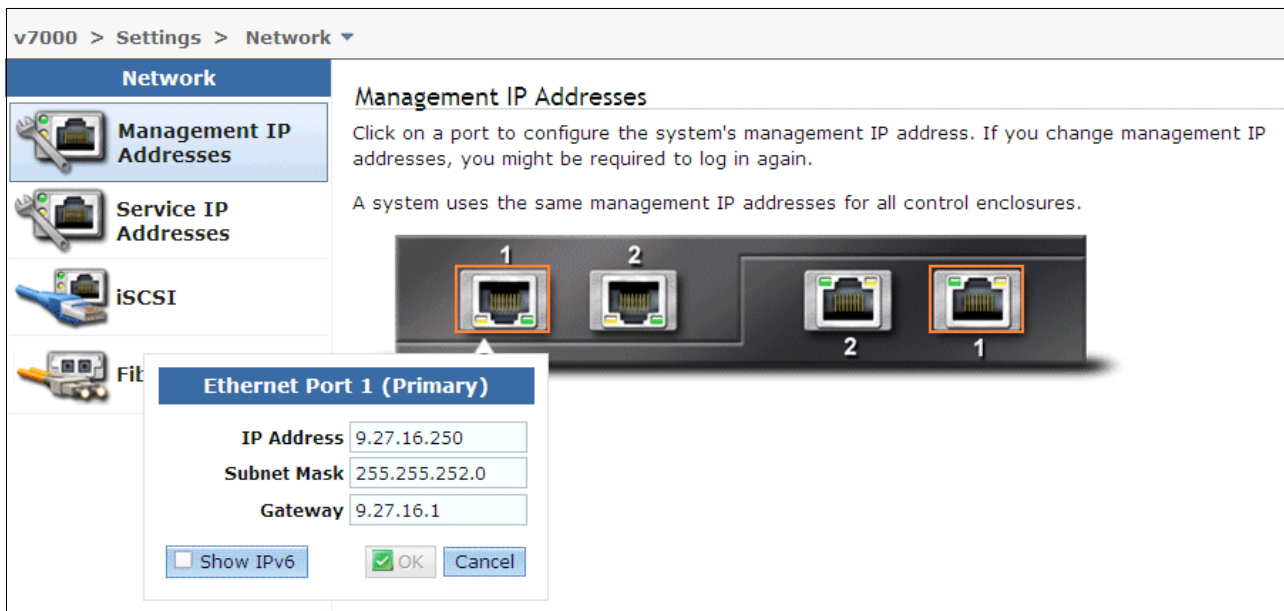 v7000 > Settings > Network
Network
Management IP
Addresses
Service IP
Addresses
iSCSI
Fib
Management IP Addresses
Click on a port to configure the system's management IP address. If you change management IP
addresses, you might be required to log in again.
A system uses the same management IP addresses for all control enclosures.
1 2
2 1
Ethernet Port 1 (Primary)
IP Address 9.27.16.250
Subnet Mask 255.255.252.0
Gateway 9.27.16.1
Show IPv6 OK Cancel